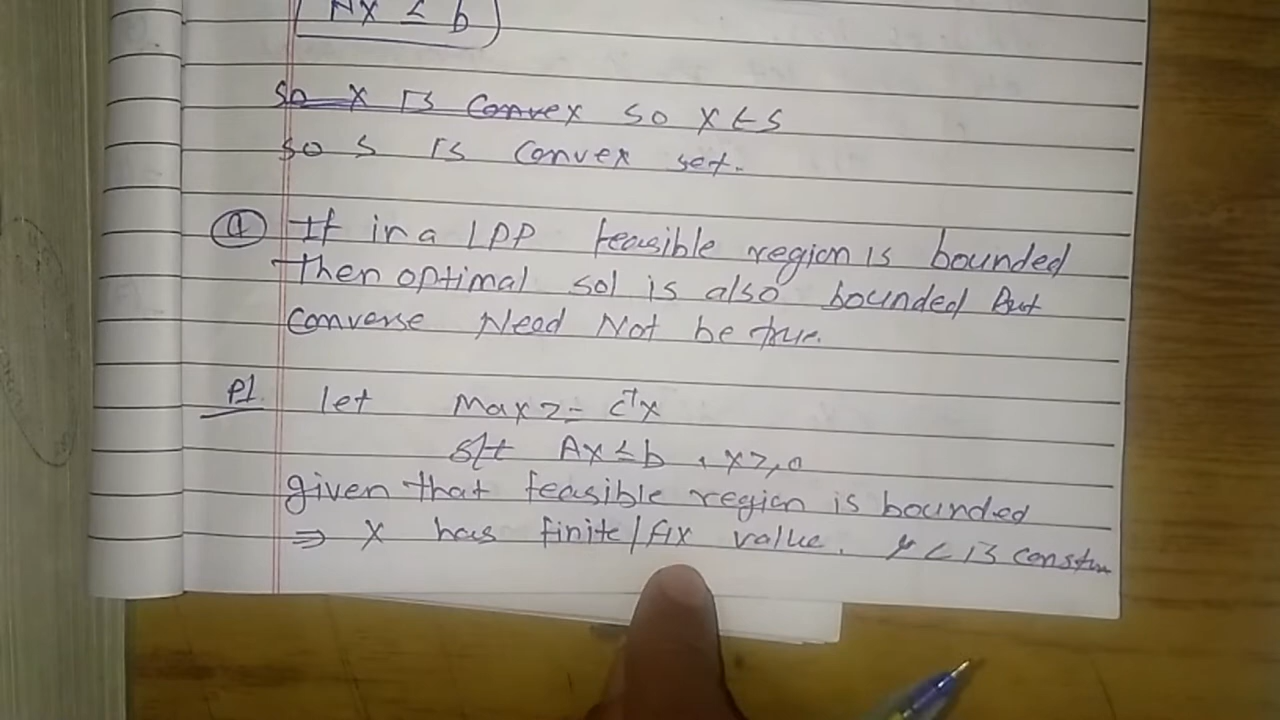 AX ≤ b
So X is convex so X ∈ S
so S is convex set.
Q If in a LPP feasible region is bounded
then optimal sol is also bounded But
converse Need Not be true.
Pf. let Max z = cᵀx
s/t Ax ≤ b , x ≥, 0
given that feasible region is bounded
⇒ X has finite/fix value. & C is